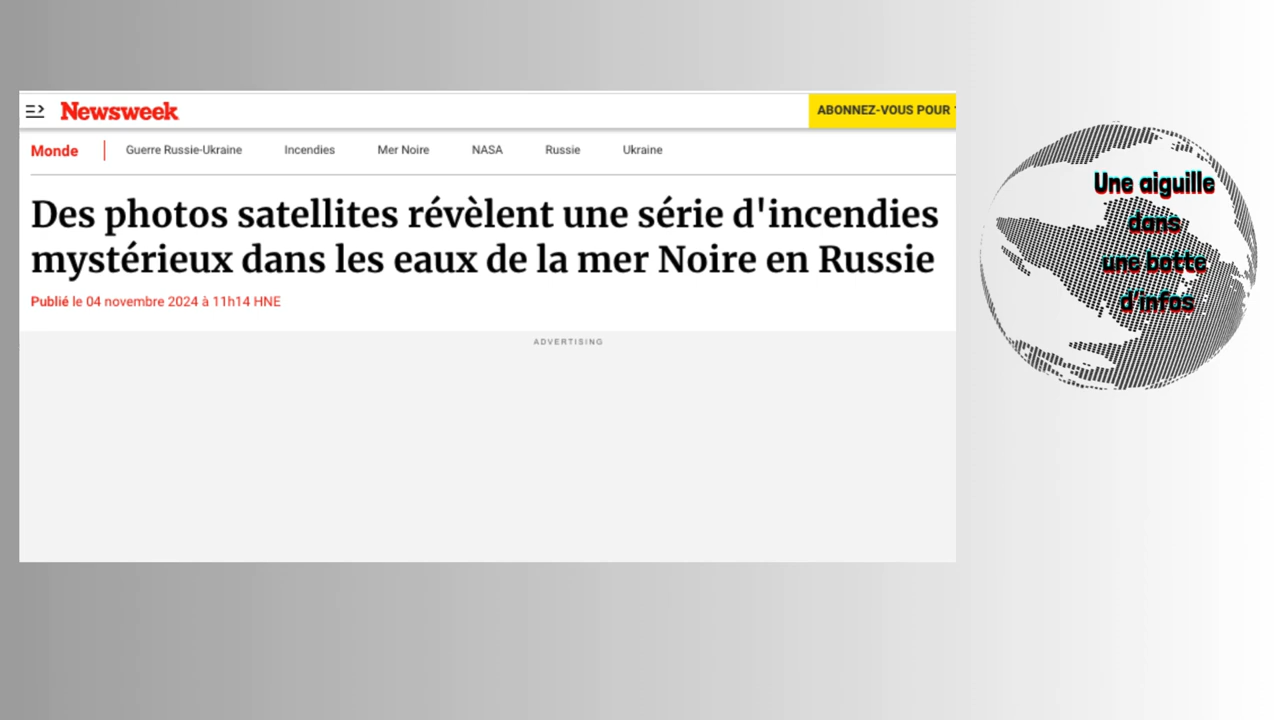 Newsweek
ABONNEZ-VOUS POUR
Monde
Guerre Russie-Ukraine
Incendies
Mer Noire
NASA
Russie
Ukraine
Des photos satellites révèlent une série d'incendies
mystérieux dans les eaux de la mer Noire en Russie
Publié le 04 novembre 2024 à 11h14 HNE
ADVERTISING
Une aiguille
dans
une botte
d'infos